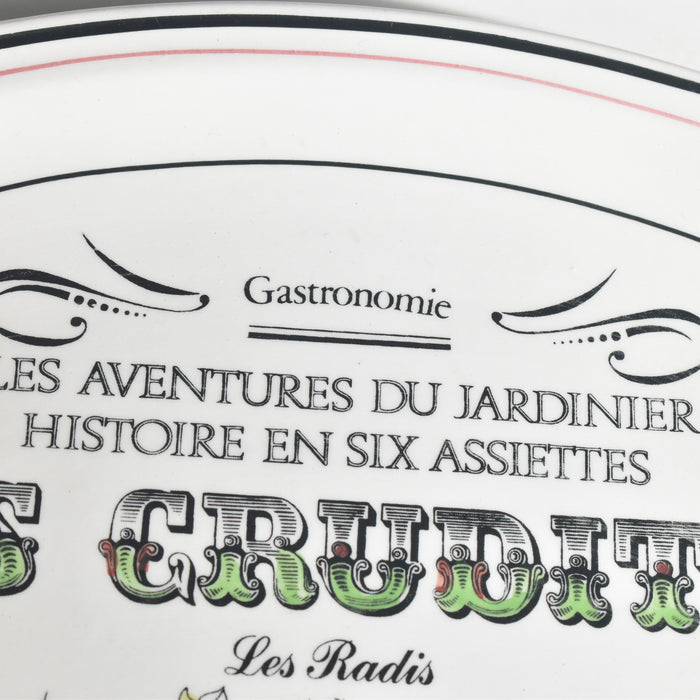 Gastronomie
LES AVENTURES DU JARDINIER
HISTOIRE EN SIX ASSIETTES
S CRUDIT
Les Radis